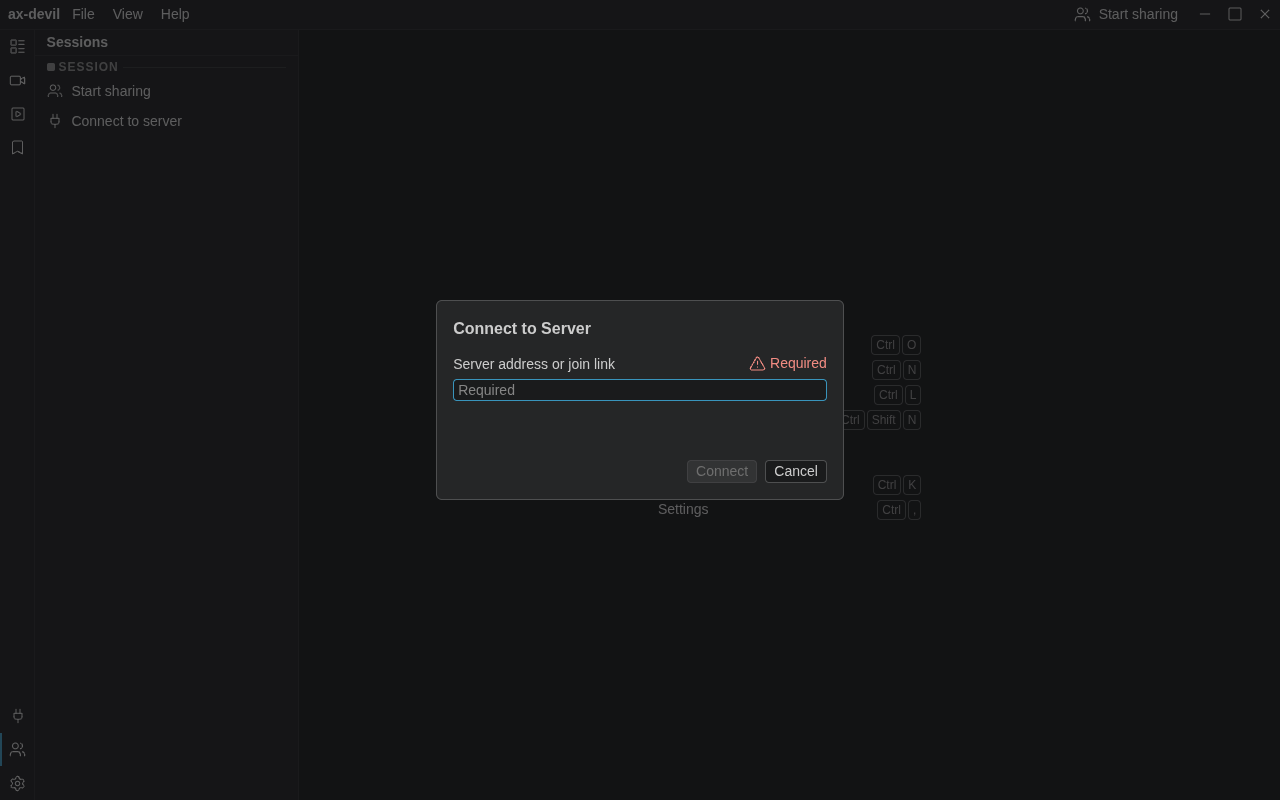 ax-devil File View Help Start sharing
Sessions
SESSION
Start sharing
Connect to server
Connect to Server
Server address or join link Required
Required
Connect Cancel
Ctrl O
Ctrl N
Ctrl L
Ctrl Shift N
Ctrl K
Settings Ctrl ,